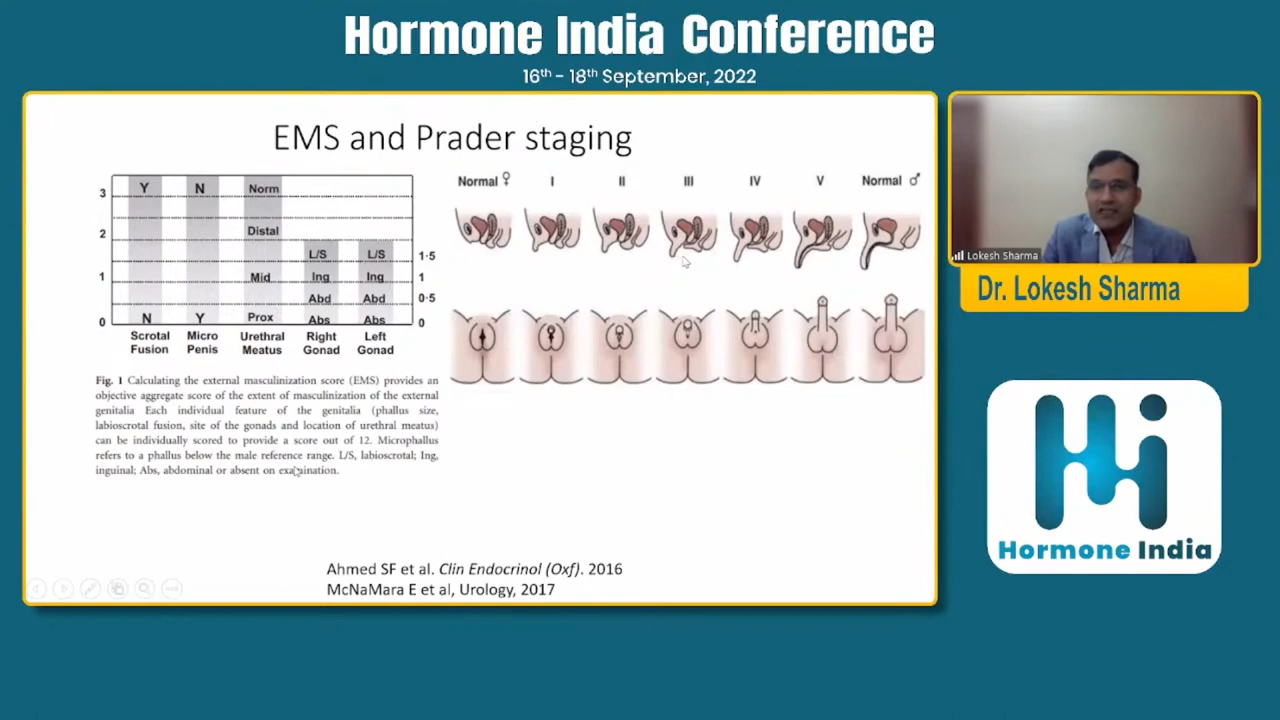 Hormone India Conference
16th - 18th September, 2022
EMS and Prader staging
3
Y
N
Norm
Distal
2
L/S
L/S
1·5
1
Mid
Ing
Ing
1
Abd
Abd
0·5
0
N
Y
Prox
Abs
Abs
0
Scrotal Fusion
Micro Penis
Urethral Meatus
Right Gonad
Left Gonad
Fig. 1 Calculating the external masculinization score (EMS) provides an
objective aggregate score of the extent of masculinization of the external
genitalia Each individual feature of the genitalia (phallus size,
labioscrotal fusion, site of the gonads and location of urethral meatus)
can be individually scored to provide a score out of 12. Microphallus
refers to a phallus below the male reference range. L/S, labioscrotal; Ing,
inguinal; Abs, abdominal or absent on examination.
Normal ♀ I II III IV V Normal ♂
Ahmed SF et al. Clin Endocrinol (Oxf). 2016
McNaMara E et al, Urology, 2017
Lokesh Sharma
Dr. Lokesh Sharma
Hormone India